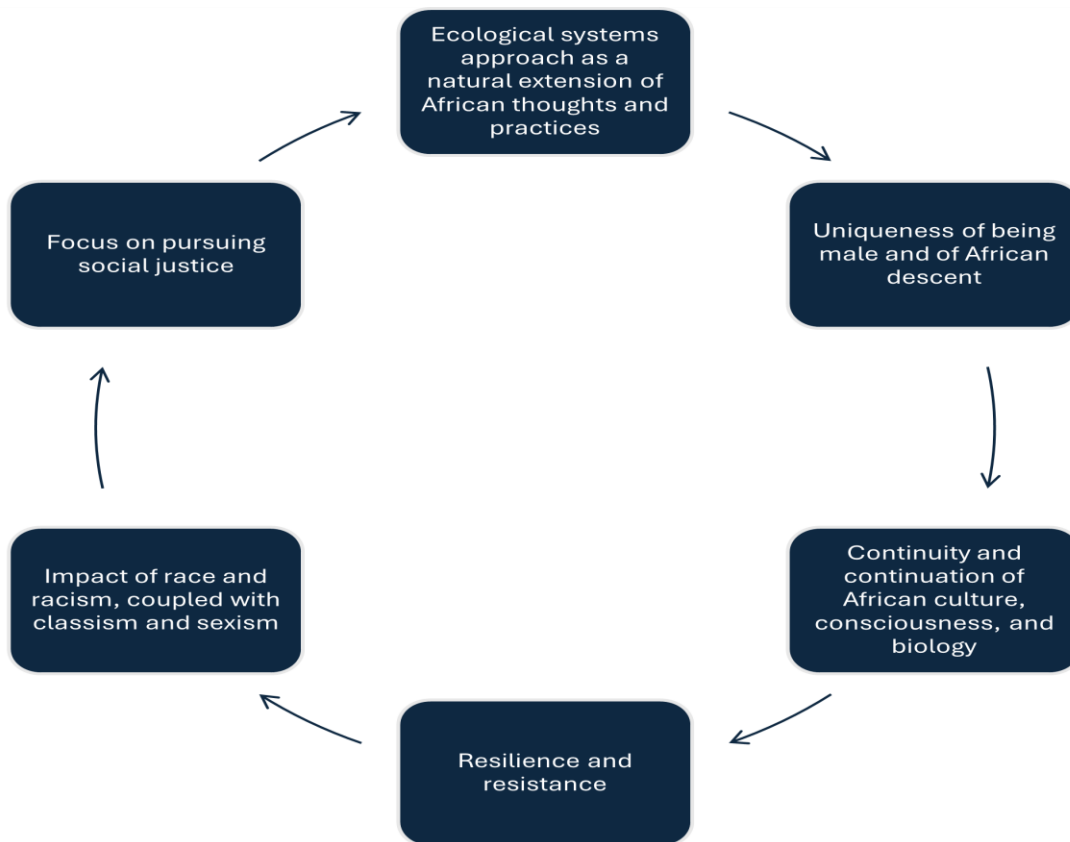 Ecological systems
approach as a
natural extension of
African thoughts and
practices
Uniqueness of being
male and of African
descent
Continuity and
continuation of
African culture,
consciousness, and
biology
Resilience and
resistance
Impact of race and
racism, coupled with
classism and sexism
Focus on pursuing
social justice